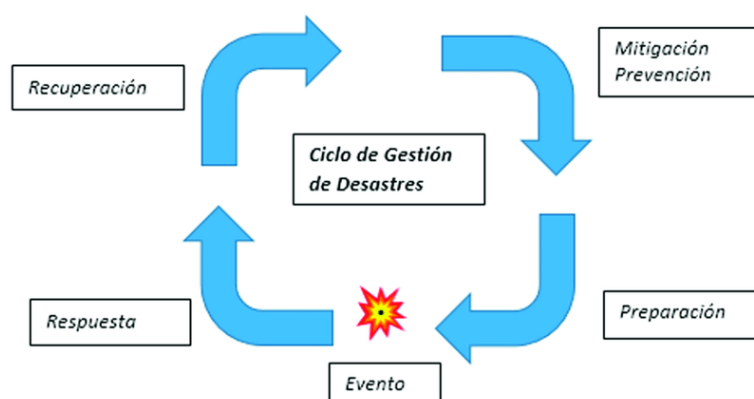 Recuperación
Mitigación
Prevención
Ciclo de Gestión
de Desastres
Respuesta
Preparación
Evento